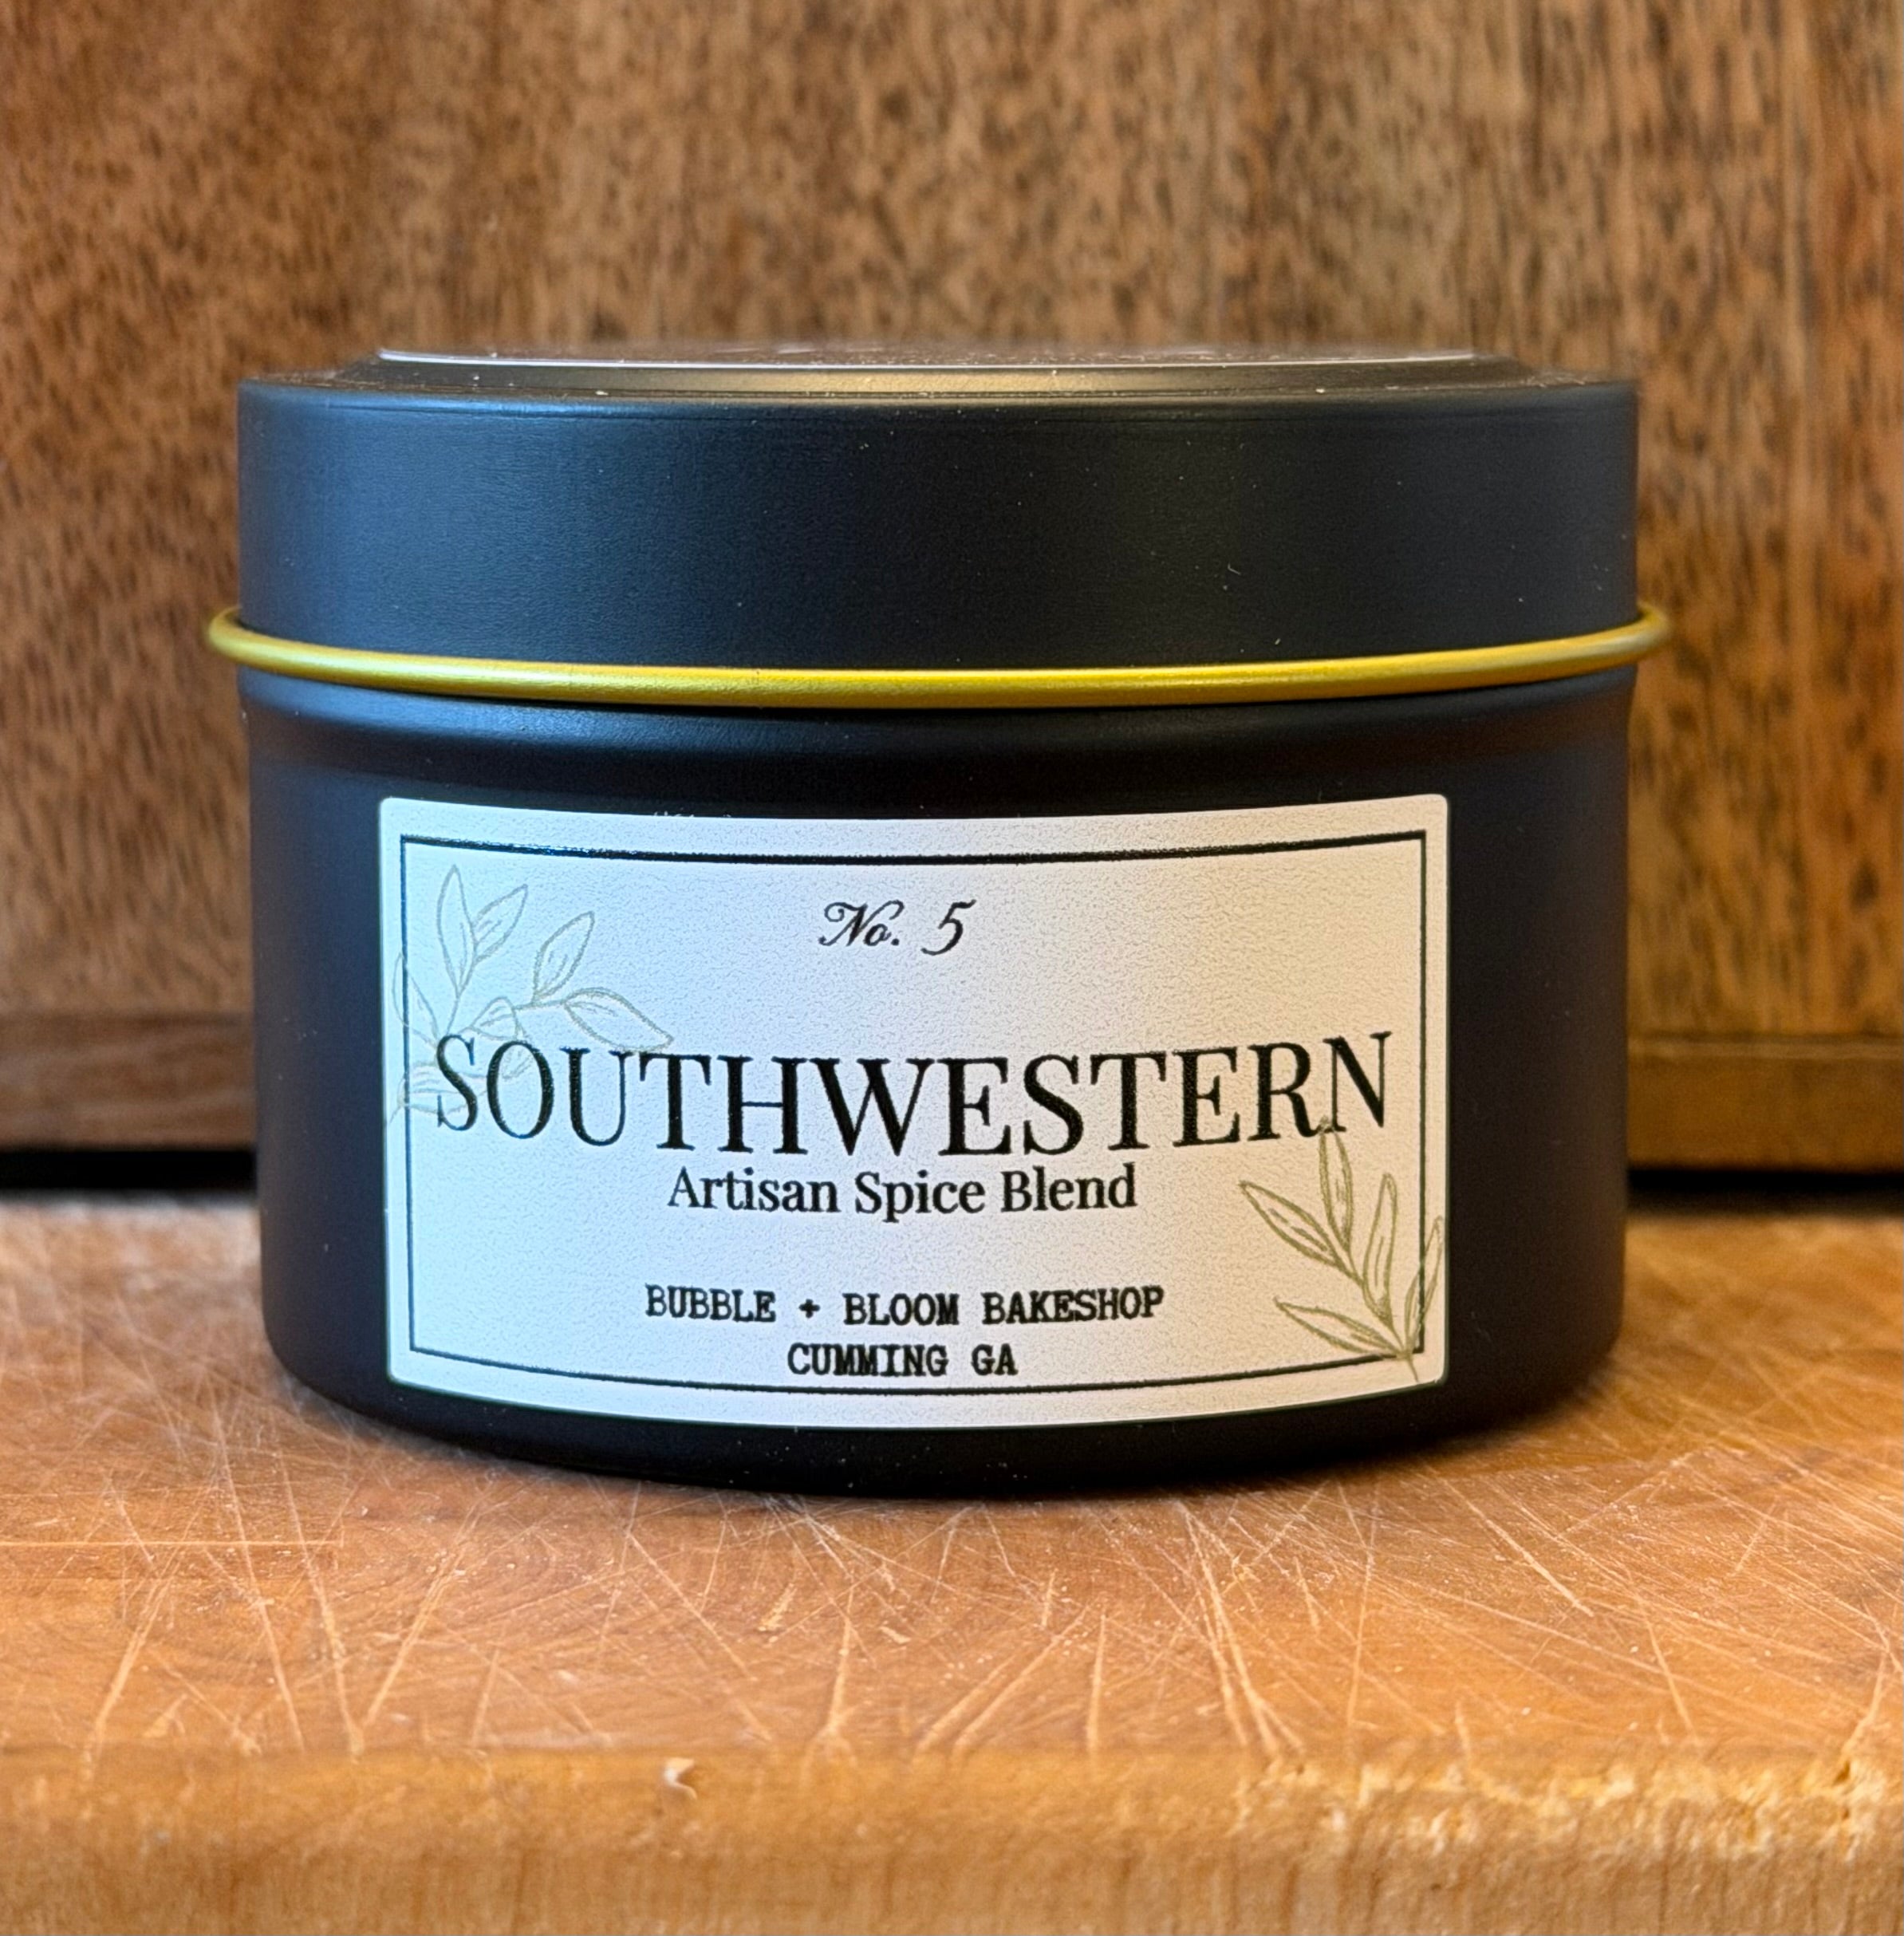 No. 5
SOUTHWESTERN
Artisan Spice Blend
BUBBLE + BLOOM BAKESHOP
CUMMING GA